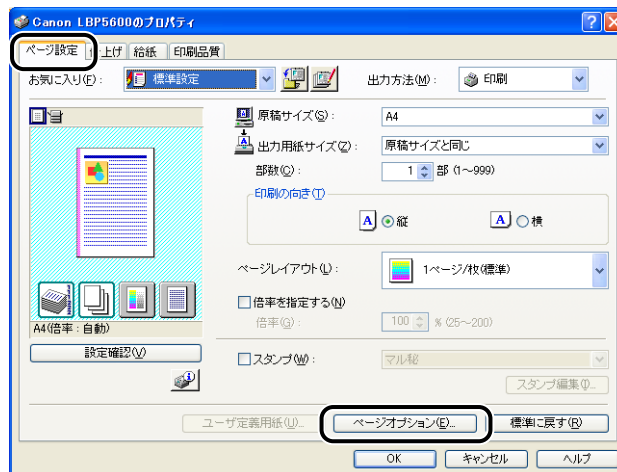 Canon LBP5600のプロパティ
ページ設定 上げ 給紙 印刷品質
お気に入り(F): 標準設定 出力方法(M): 印刷
原稿サイズ(S): A4
出力用紙サイズ(Z): 原稿サイズと同じ
部数(C): 1 部 (1~999)
印刷の向き(T)
A 縦 A 横
ページレイアウト(L): 1ページ/枚(標準)
倍率を指定する(N)
倍率(G): 100 % (25~200)
A4(倍率:自動)
設定確認(V)
スタンプ(W): マル秘
スタンプ編集(I)...
ユーザ定義用紙(U)... ページオプション(E)... 標準に戻す(R)
OK キャンセル ヘルプ